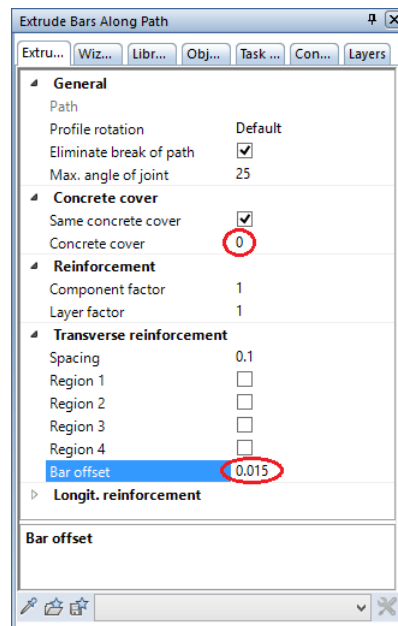 Extrude Bars Along Path
Extru... Wiz... Libr... Obj... Task ... Con... Layers
General
Path
Profile rotation Default
Eliminate break of path
Max. angle of joint 25
Concrete cover
Same concrete cover
Concrete cover 0
Reinforcement
Component factor 1
Layer factor 1
Transverse reinforcement
Spacing 0.1
Region 1
Region 2
Region 3
Region 4
Bar offset 0.015
Longit. reinforcement
Bar offset